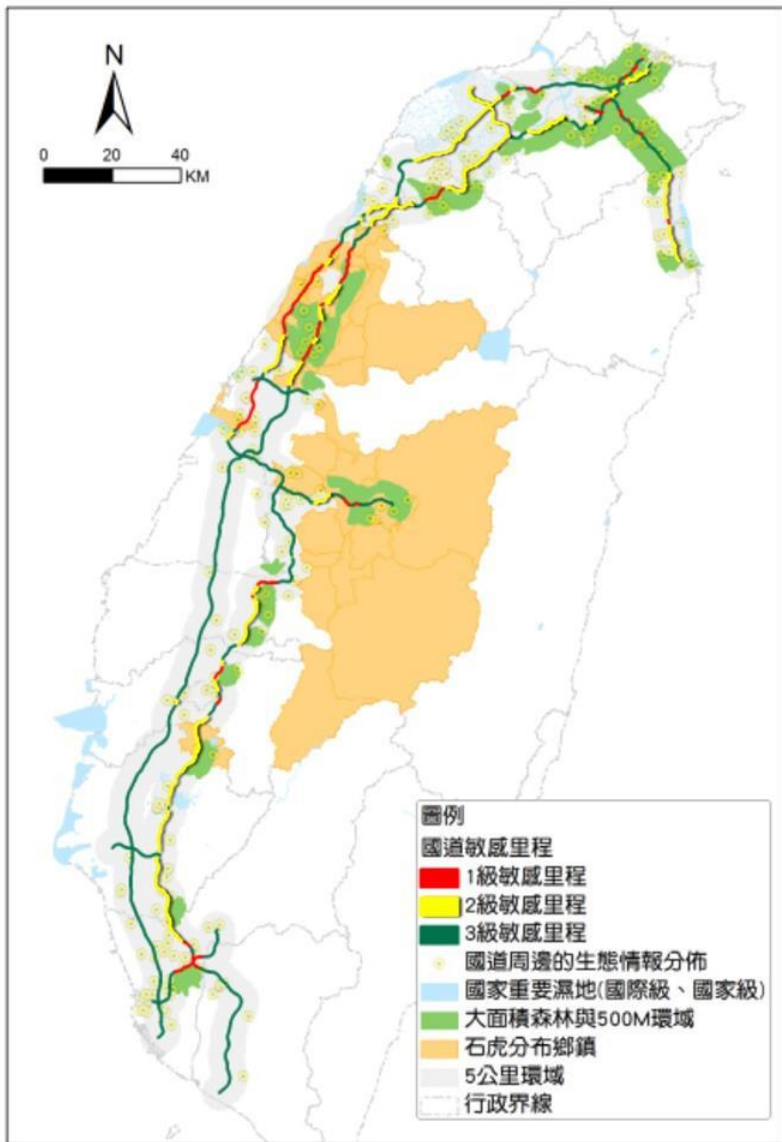 N
0 20 40
KM
圖例
國道敏感里程
1級敏感里程
2級敏感里程
3級敏感里程
國道周邊的生態情報分佈
國家重要濕地(國際級、國家級)
大面積森林與500M環域
石虎分布鄉鎮
5公里環域
行政界線